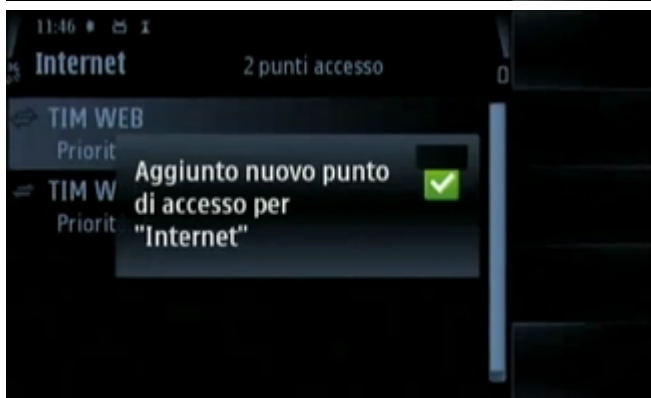 11:46
Internet
2 punti accesso
TIM WEB
Priorit
Aggiunto nuovo punto
di accesso per
"Internet"
TIM W
Priorit